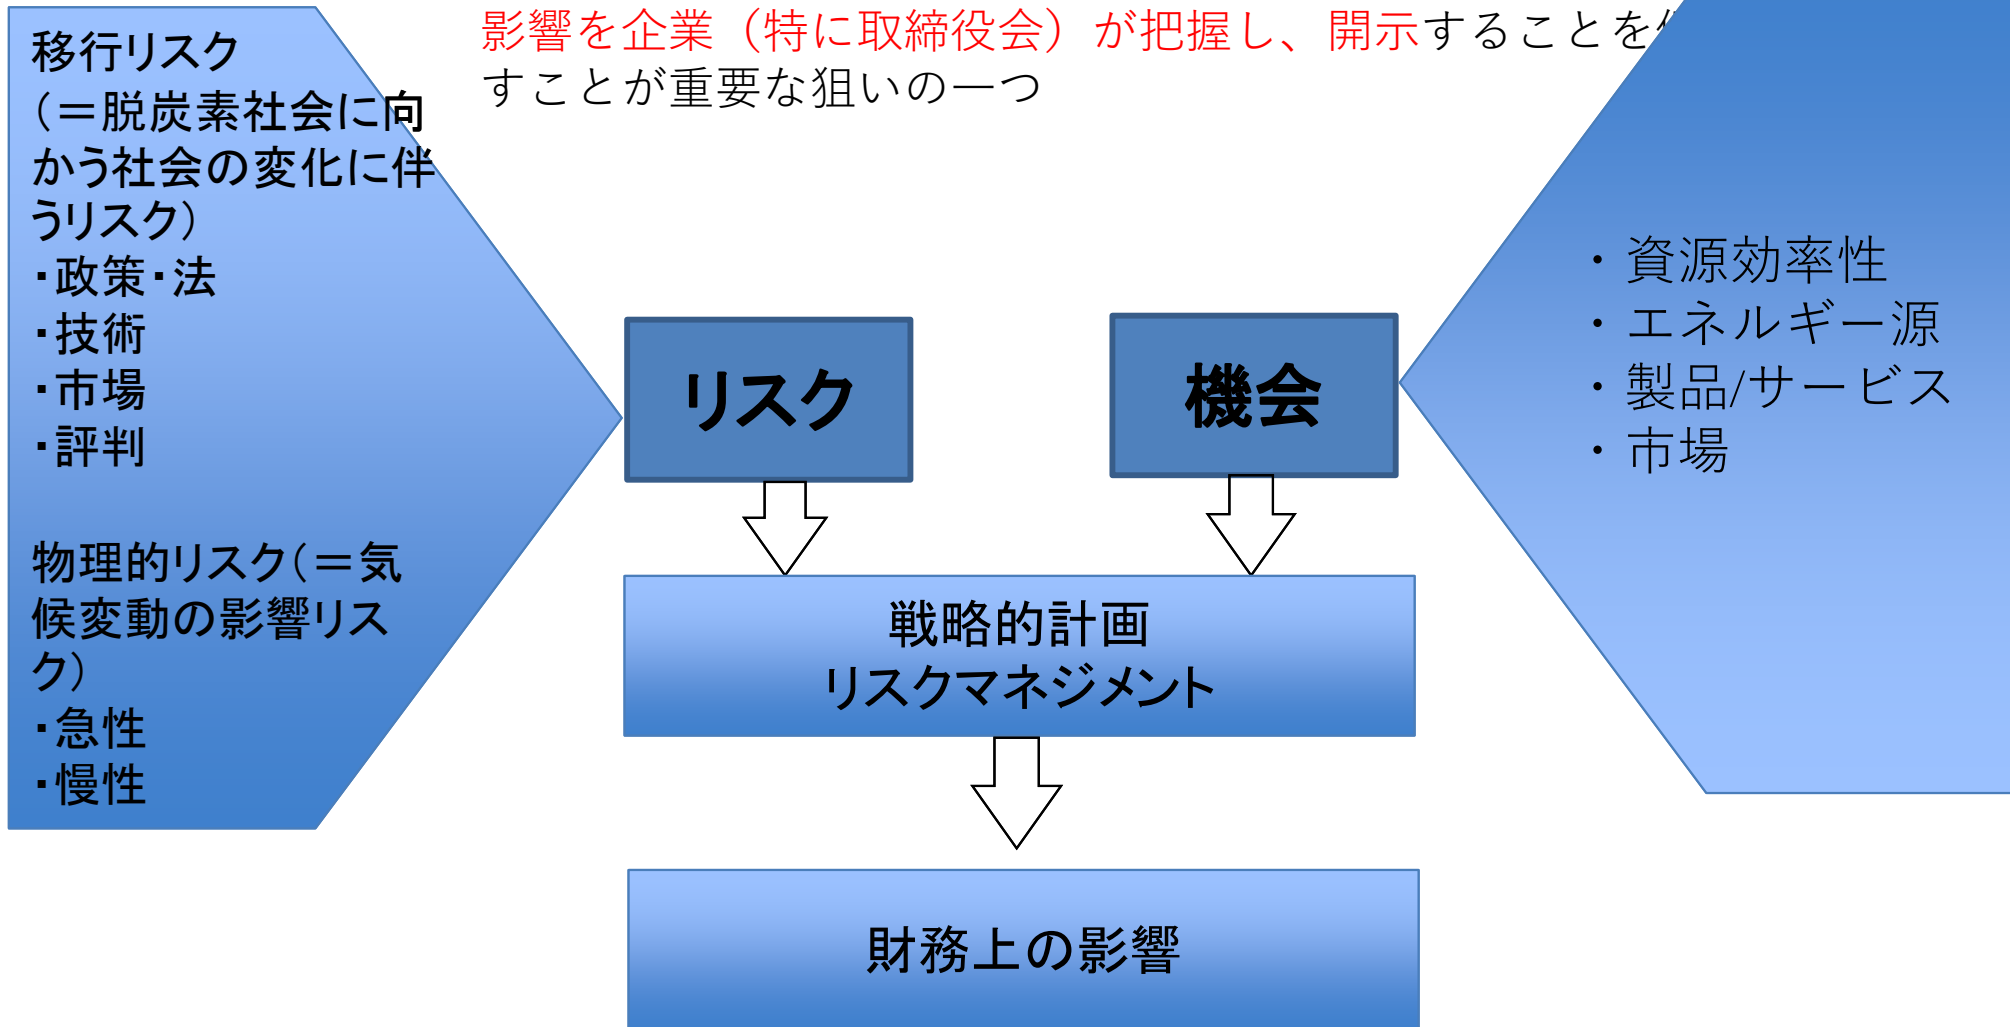 影響を企業（特に取締役会）が把握し、開示することを
すことが重要な狙いの一つ
移行リスク
（＝脱炭素社会に向
かう社会の変化に伴
うリスク）
・政策・法
・技術
・市場
・評判
物理的リスク（＝気
候変動の影響リス
ク）
・急性
・慢性
リスク
機会
・資源効率性
・エネルギー源
・製品/サービス
・市場
戦略的計画
リスクマネジメント
財務上の影響